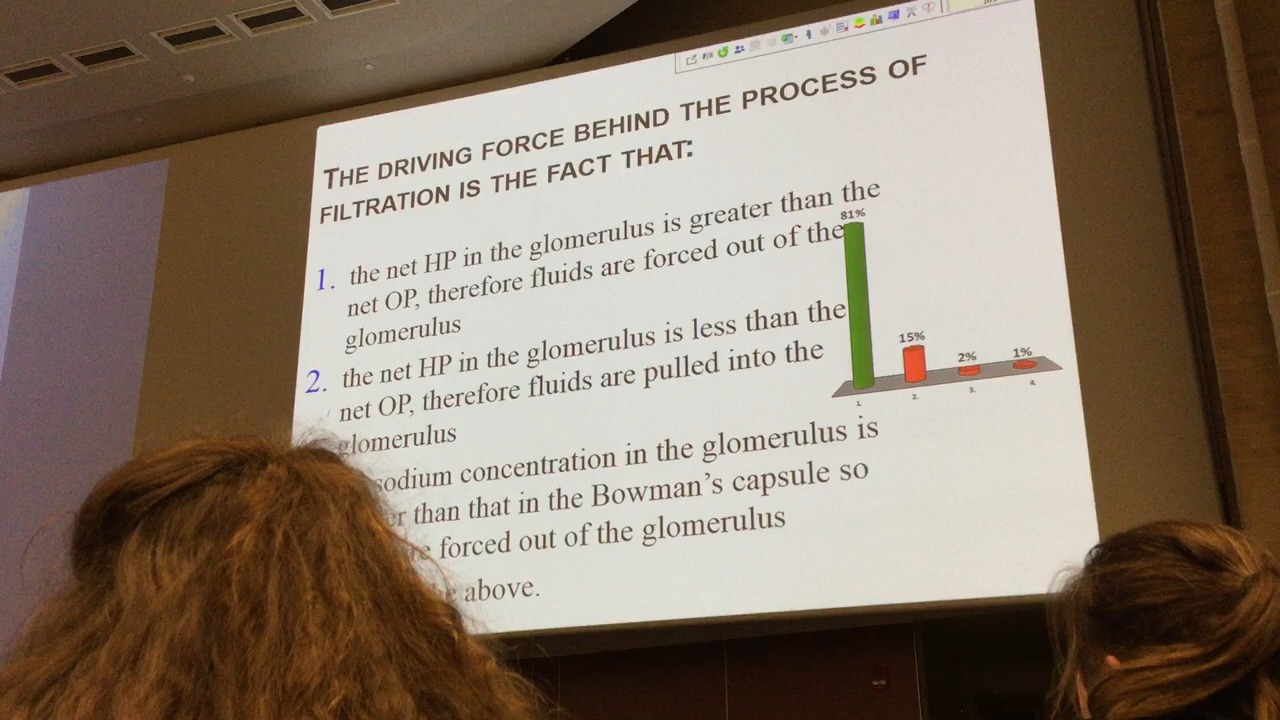 THE DRIVING FORCE BEHIND THE PROCESS OF
FILTRATION IS THE FACT THAT:
1. the net HP in the glomerulus is greater than the
net OP, therefore fluids are forced out of the
glomerulus
2. the net HP in the glomerulus is less than the
net OP, therefore fluids are pulled into the
glomerulus
sodium concentration in the glomerulus is
than that in the Bowman's capsule so
forced out of the glomerulus
above.
81%
15%
2%
1%
1.
2.
3.
4.